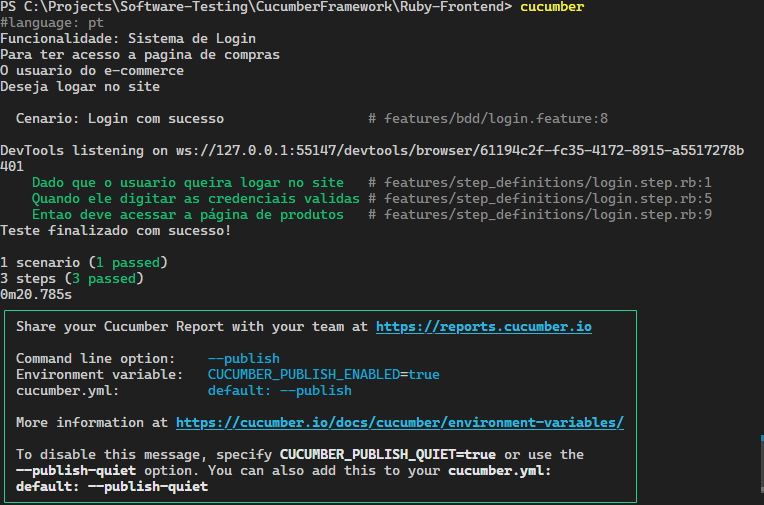 PS C:\Projects\Software-Testing\CucumberFramework\Ruby-Frontend> cucumber
#language: pt
Funcionalidade: Sistema de Login
Para ter acesso a pagina de compras
O usuario do e-commerce
Deseja logar no site
Cenario: Login com sucesso # features/bdd/login.feature:8
DevTools listening on ws://127.0.0.1:55147/devtools/browser/61194c2f-fc35-4172-8915-a5517278b
401
Dado que o usuario queira logar no site # features/step_definitions/login.step.rb:1
Quando ele digitar as credenciais validas # features/step_definitions/login.step.rb:5
Entao deve acessar a página de produtos # features/step_definitions/login.step.rb:9
Teste finalizado com sucesso!
1 scenario (1 passed)
3 steps (3 passed)
0m20.785s
Share your Cucumber Report with your team at https://reports.cucumber.io
Command line option: --publish
Environment variable: CUCUMBER_PUBLISH_ENABLED=true
cucumber.yml: default: --publish
More information at https://cucumber.io/docs/cucumber/environment-variables/
To disable this message, specify CUCUMBER_PUBLISH_QUIET=true or use the
--publish-quiet option. You can also add this to your cucumber.yml:
default: --publish-quiet